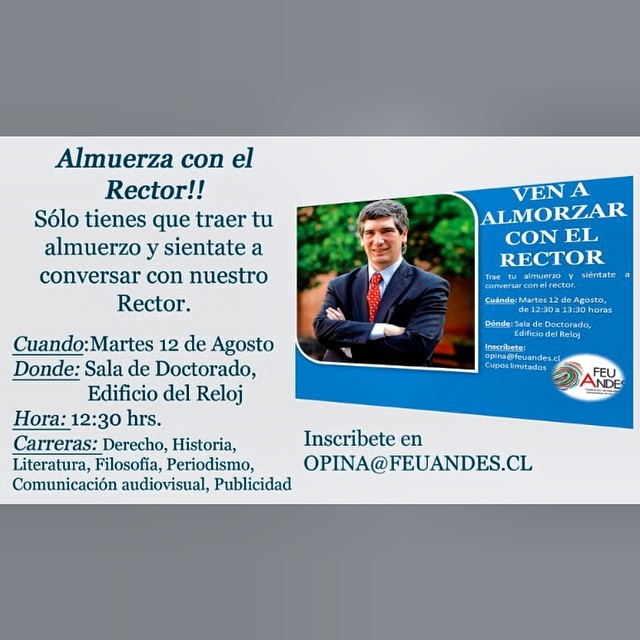 Almuerza con el
Rector!!
Sólo tienes que traer tu
almuerzo y sientate a
conversar con nuestro
Rector.
Cuando:Martes 12 de Agosto
Donde: Sala de Doctorado,
Edificio del Reloj
Hora: 12:30 hrs.
Carreras: Derecho, Historia,
Literatura, Filosofía, Periodismo,
Comunicación audiovisual, Publicidad
VEN A
ALMORZAR
CON EL
RECTOR
Trae tu almuerzo y siéntate a
conversar con el rector.
Cuándo: Martes 12 de Agosto,
de 12:30 a 13:30 horas
Dónde: Sala de Doctorado,
Edificio del Reloj
Inscríbete:
opina@feuandes.cl
Cupos limitados
FEU
ANDES
Inscribete en
OPINA@FEUANDES.CL